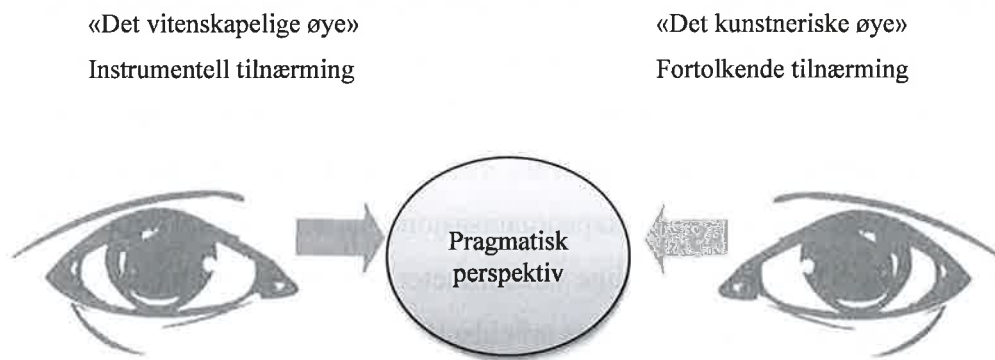 «Det vitenskapelige øye»
Instrumentell tilnærming
«Det kunstneriske øye»
Fortolkende tilnærming
Pragmatisk
perspektiv